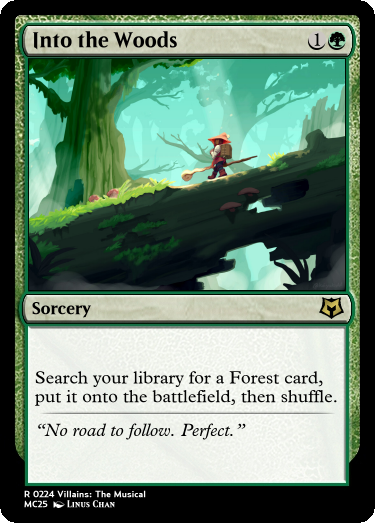 Into the Woods 1
Sorcery
Search your library for a Forest card,
put it onto the battlefield, then shuffle.
“No road to follow. Perfect.”
R 0224 Villains: The Musical
MC25 Linus Chan